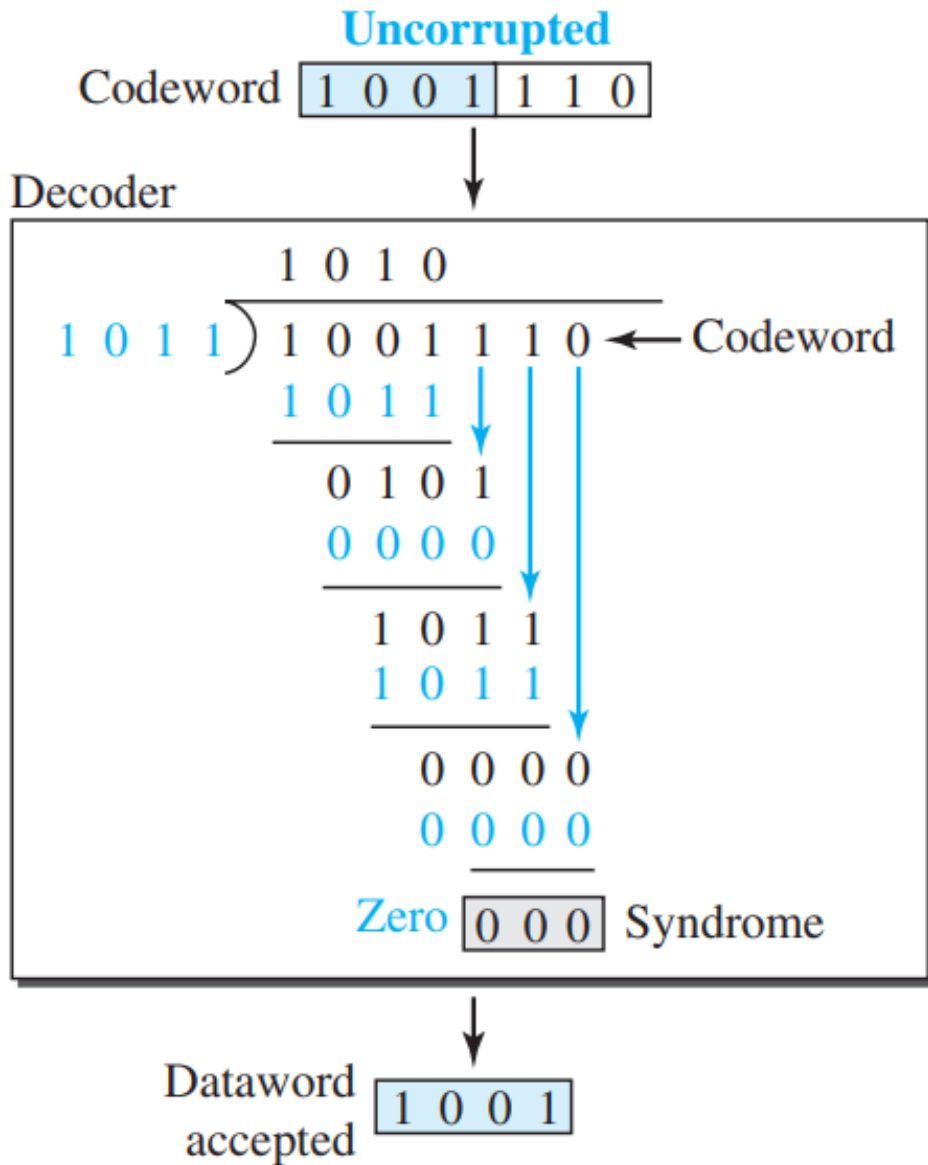 Uncorrupted
Codeword 1 0 0 1 1 1 0
Decoder
1 0 1 0
1 0 1 1 ) 1 0 0 1 1 1 0 Codeword
1 0 1 1
0 1 0 1
0 0 0 0
1 0 1 1
1 0 1 1
0 0 0 0
0 0 0 0
Zero 0 0 0 Syndrome
Dataword
accepted 1 0 0 1